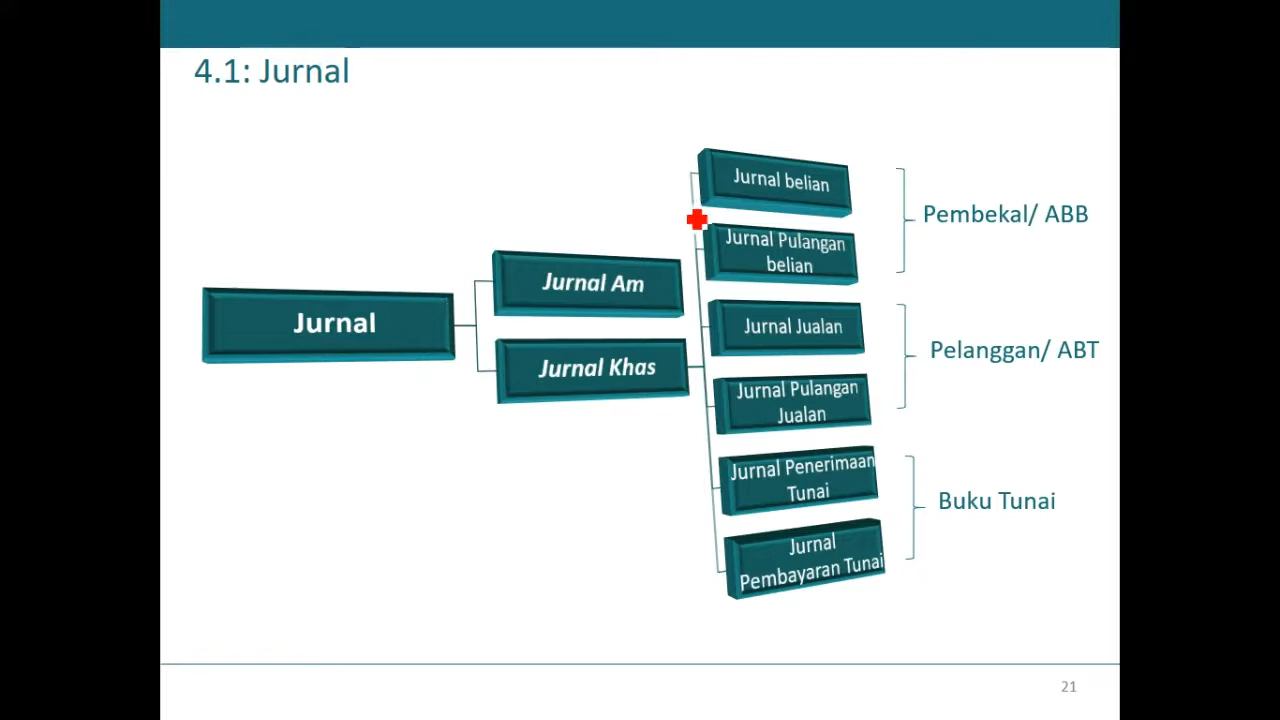 4.1: Jurnal
Jurnal
Jurnal Am
Jurnal Khas
Jurnal belian
Jurnal Pulangan
belian
Jurnal Jualan
Jurnal Pulangan
Jualan
Jurnal Penerimaan
Tunai
Jurnal
Pembayaran Tunai
Pembekal/ ABB
Pelanggan/ ABT
Buku Tunai
21